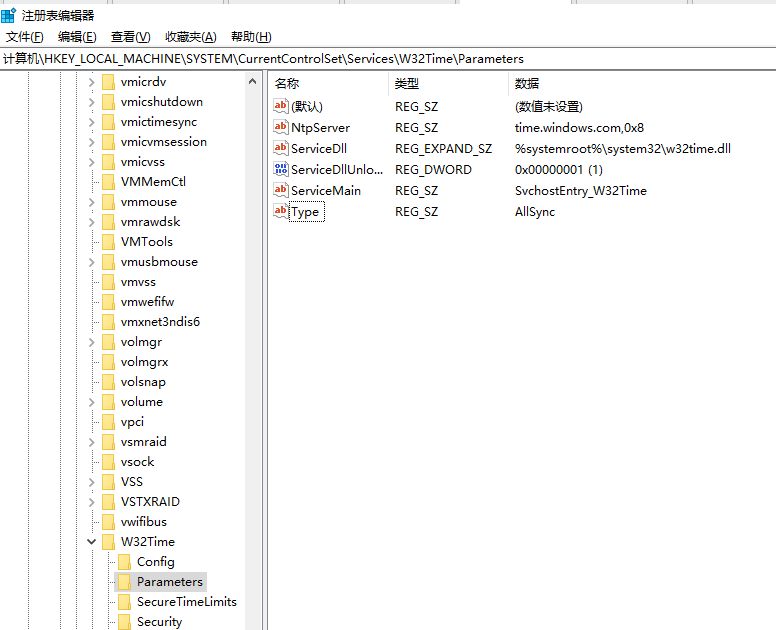 注册表编辑器
文件(F) 编辑(E) 查看(V) 收藏夹(A) 帮助(H)
计算机\HKEY_LOCAL_MACHINE\SYSTEM\CurrentControlSet\Services\W32Time\Parameters
vmicrdv
vmicshutdown
vmictimesync
vmicvmsession
vmicvss
VMMemCtl
vmmouse
vmrawdsk
VMTools
vmusbmouse
vmvss
vmwefifw
vmxnet3ndis6
volmgr
volmgrx
volsnap
volume
vpci
vsmraid
vsock
VSS
VSTXRAID
vwifibus
W32Time
Config
Parameters
SecureTimeLimits
Security
名称 类型 数据
(默认) REG_SZ (数值未设置)
NtpServer REG_SZ time.windows.com,0x8
ServiceDll REG_EXPAND_SZ %systemroot%\system32\w32time.dll
ServiceDllUnlo... REG_DWORD 0x00000001 (1)
ServiceMain REG_SZ SvchostEntry_W32Time
Type REG_SZ AllSync